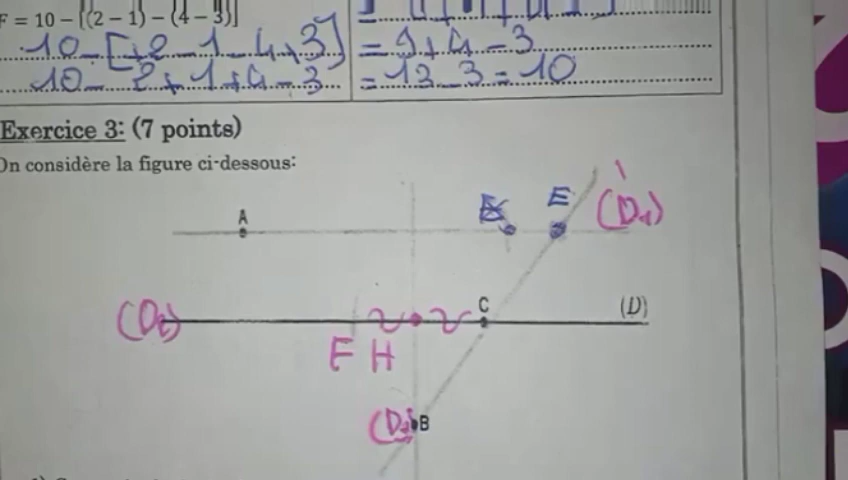 F = 10 – [(2 – 1) – (4 – 3)]
10 - [+2 - 1 - 4 + 3] = 9 + 4 - 3
10 - 2 + 1 + 4 - 3 = 13 - 3 = 10
Exercice 3: (7 points)
On considère la figure ci-dessous:
A E (D1)
C (D)
F H
B